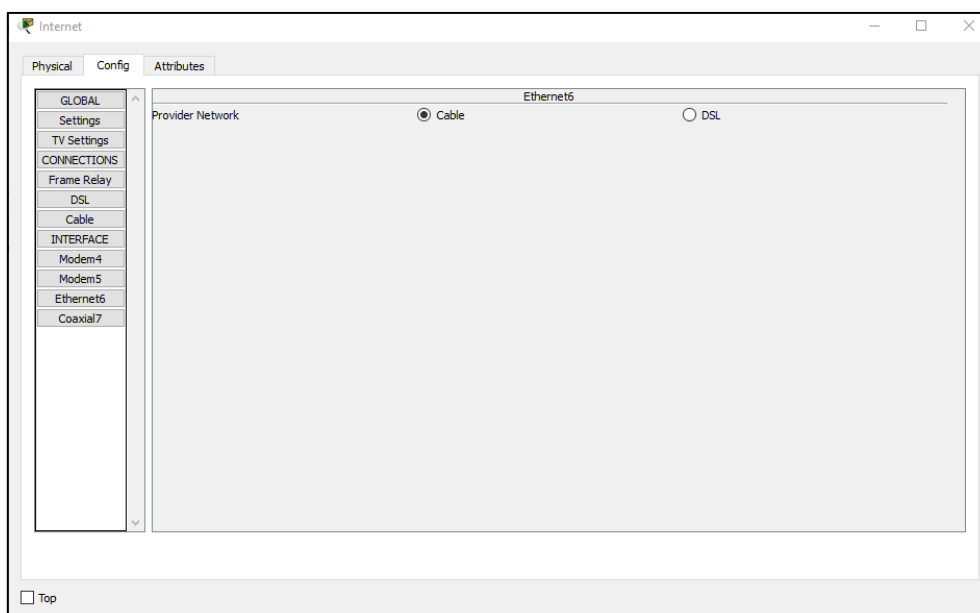 Internet
Physical Config Attributes
GLOBAL
Settings
TV Settings
CONNECTIONS
Frame Relay
DSL
Cable
INTERFACE
Modem4
Modem5
Ethernet6
Coaxial7
Ethernet6
Provider Network Cable DSL
Top